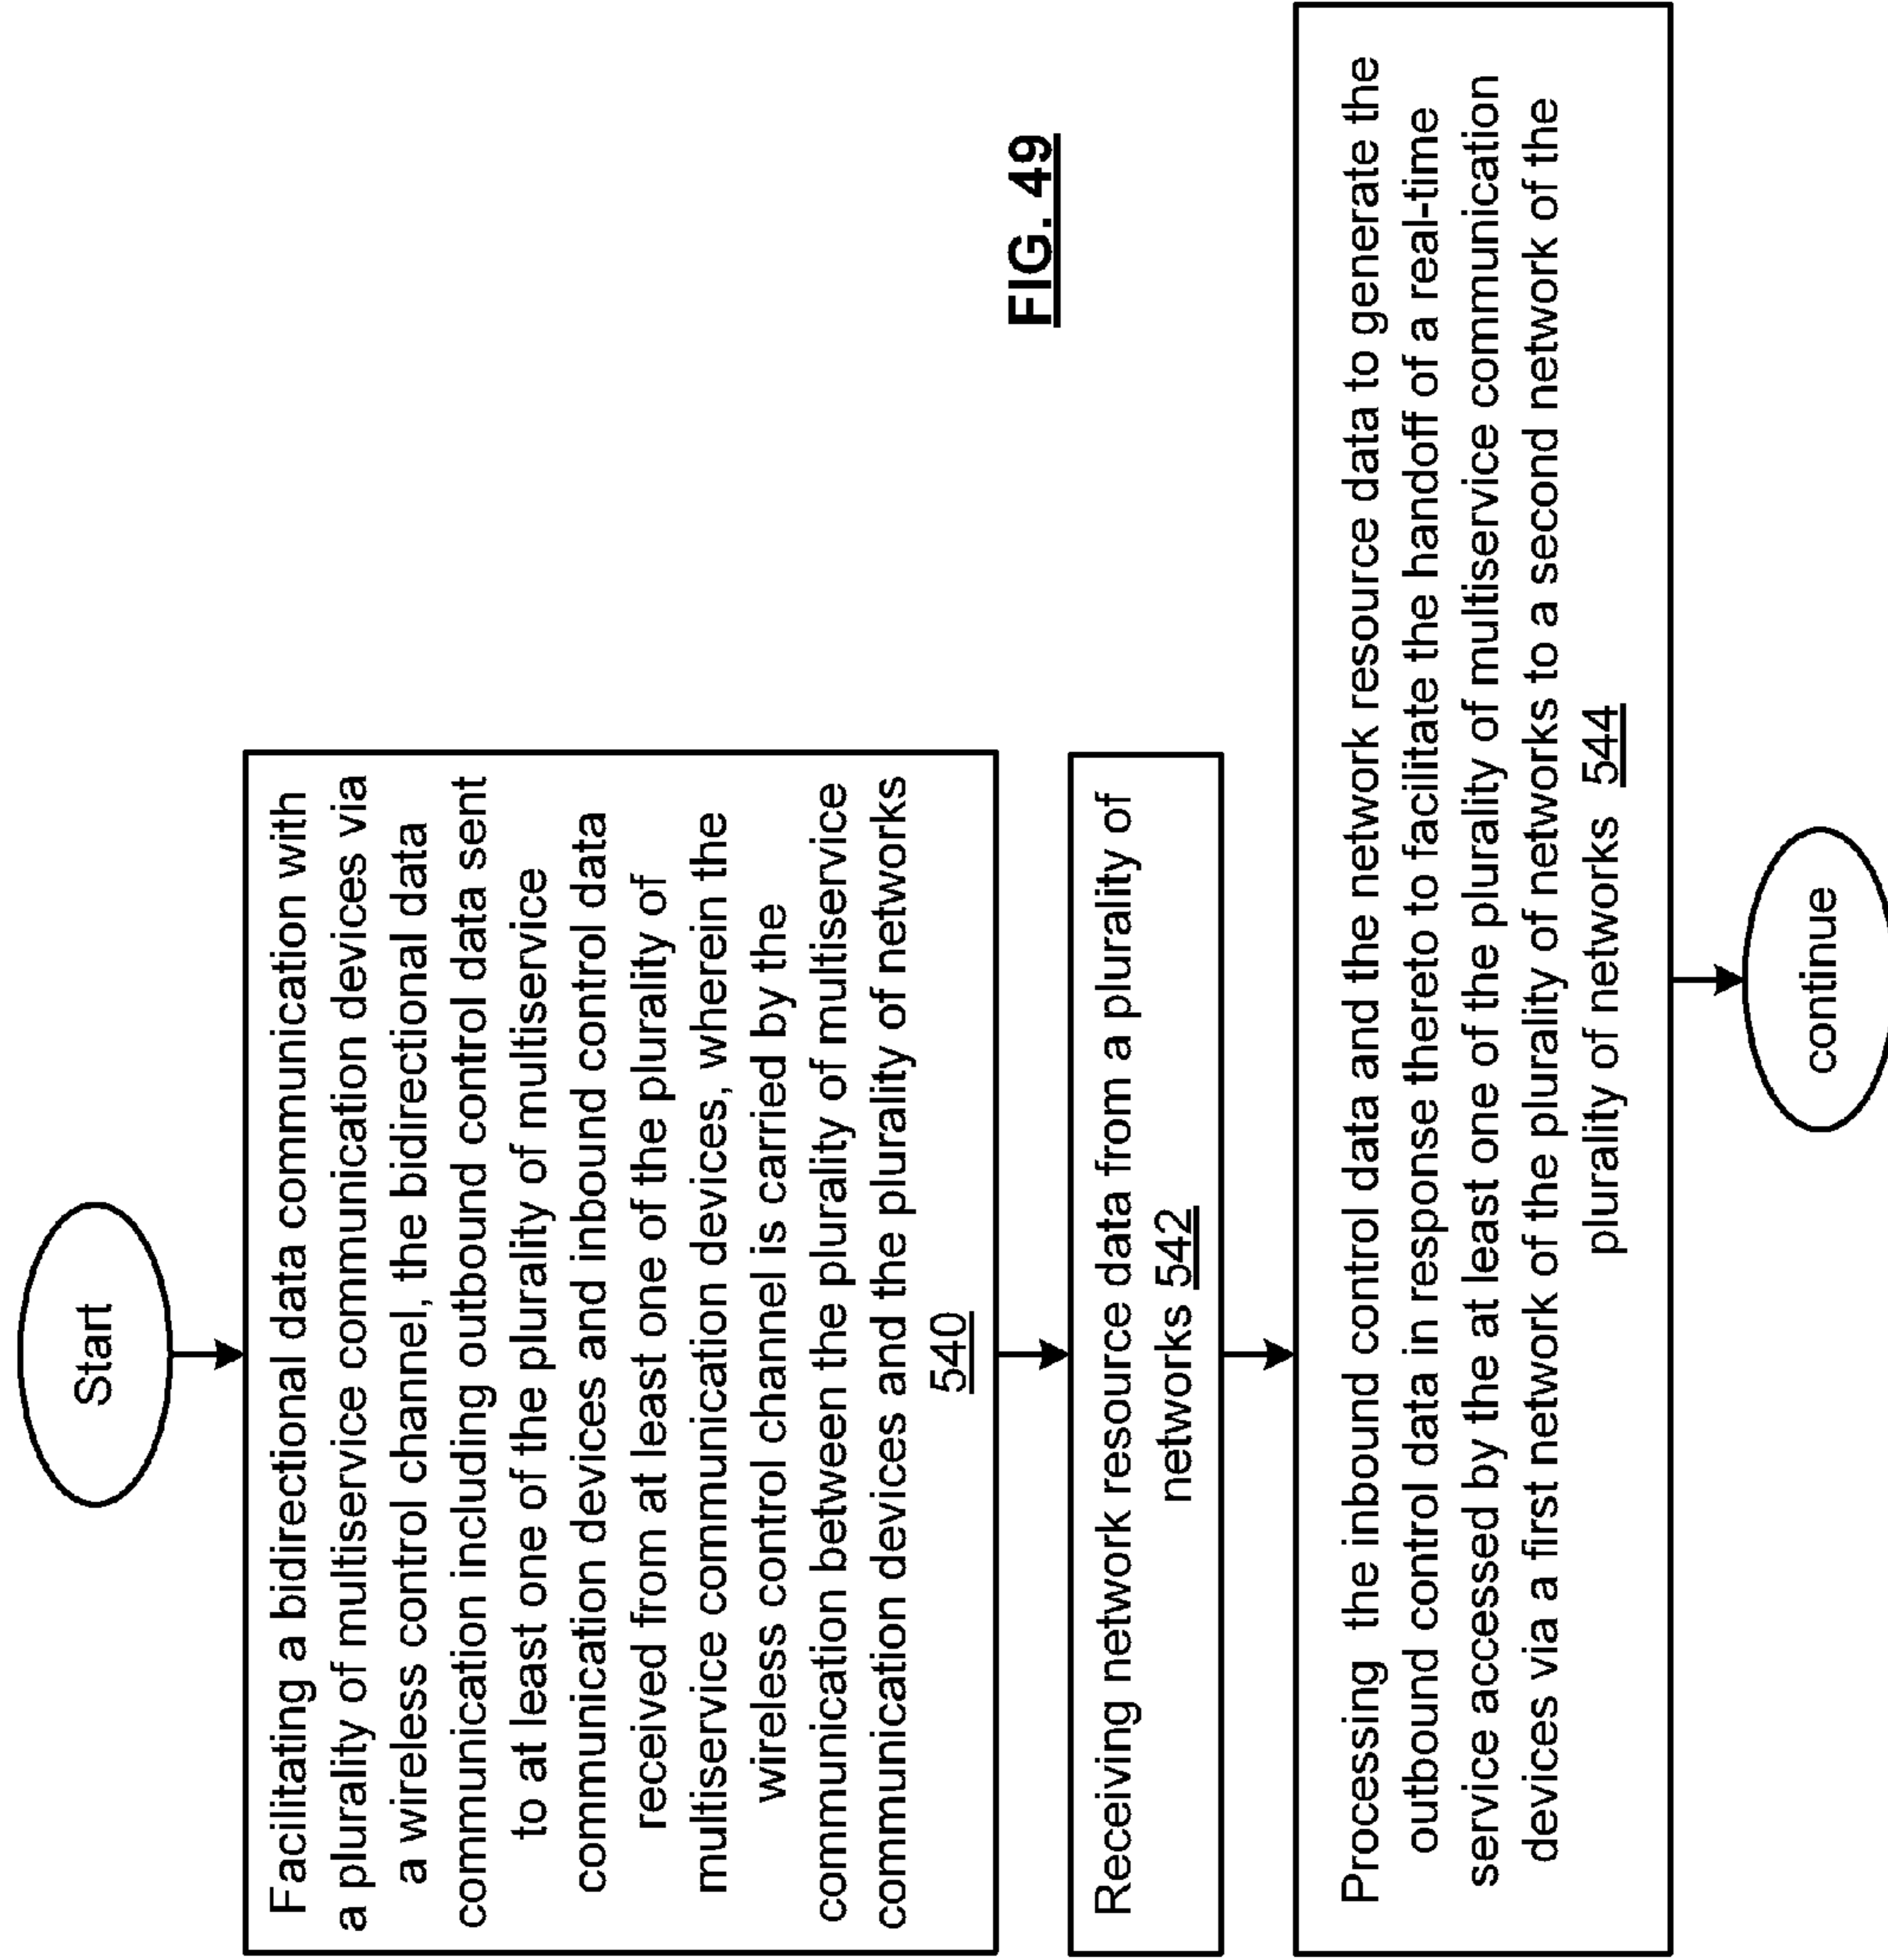 Start
Facilitating a bidirectional data communication with
a plurality of multiservice communication devices via
a wireless control channel, the bidirectional data
communication including outbound control data sent
to at least one of the plurality of multiservice
communication devices and inbound control data
received from at least one of the plurality of
multiservice communication devices, wherein the
wireless control channel is carried by the
communication between the plurality of multiservice
communication devices and the plurality of networks
540
FIG. 49
Receiving network resource data from a plurality of
networks 542
Processing the inbound control data and the network resource data to generate the
outbound control data in response thereto to facilitate the handoff of a real-time
service accessed by the at least one of the plurality of multiservice communication
devices via a first network of the plurality of networks to a second network of the
plurality of networks 544
continue